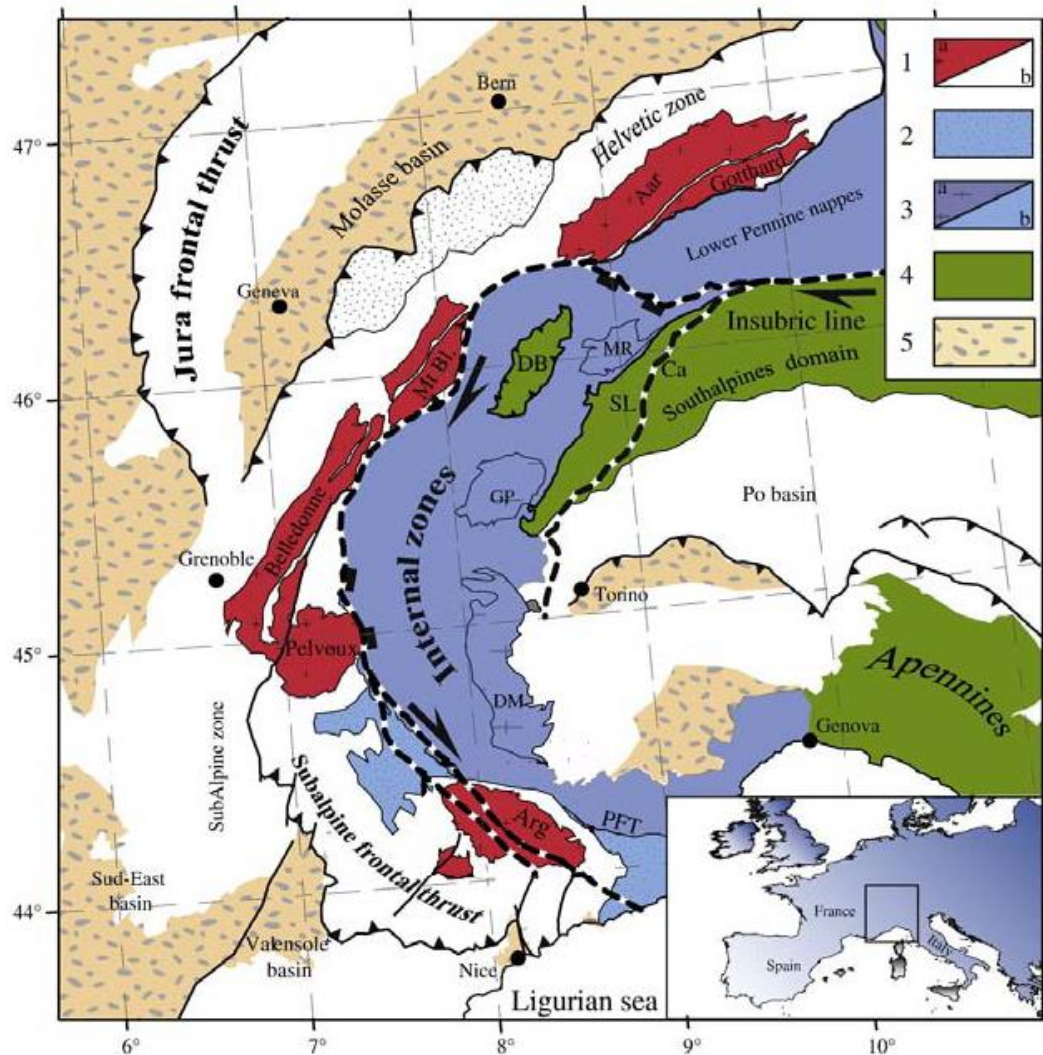 Bern
1
a
b
47°
Helvetic zone
2
Jura frontal thrust
Molasse basin
Aar
Gotthard
3
a
b
Lower Pennine nappes
4
Geneva
Insubric line
5
MR
DB
Mt Bl.
Ca
Southalpines domain
46°
SL
Internal zones
GP
Po basin
Belledonne
Grenoble
Torino
45°
Pelvoux
Apennines
DM
Genova
SubAlpine zone
Subalpine frontal thrust
Arg
PFT
Sud-East
basin
44°
Valensole
basin
Nice
Ligurian sea
France
Italy
Spain
6°
7°
8°
9°
10°